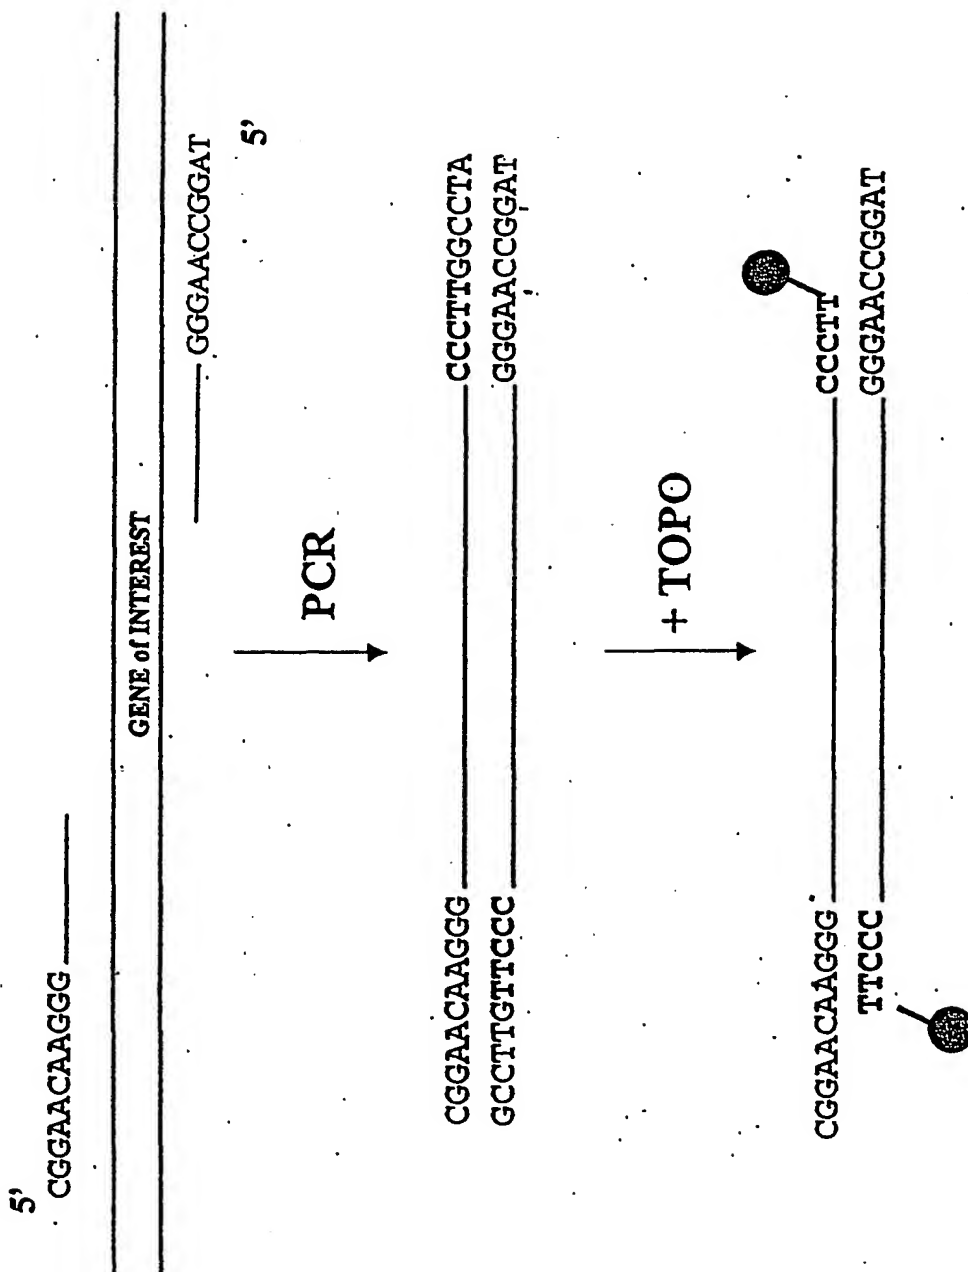 5'
CGGAACAAGGG
GENE of INTEREST
GGGAACCGGAT
5'
PCR
CGGAACAAGGG CCCTTGGCCTA
GCCTTGTTCCC GGGAACCGGAT
+ TOPO
CGGAACAAGGG CCCTT
TTCCC GGGAACCGGAT